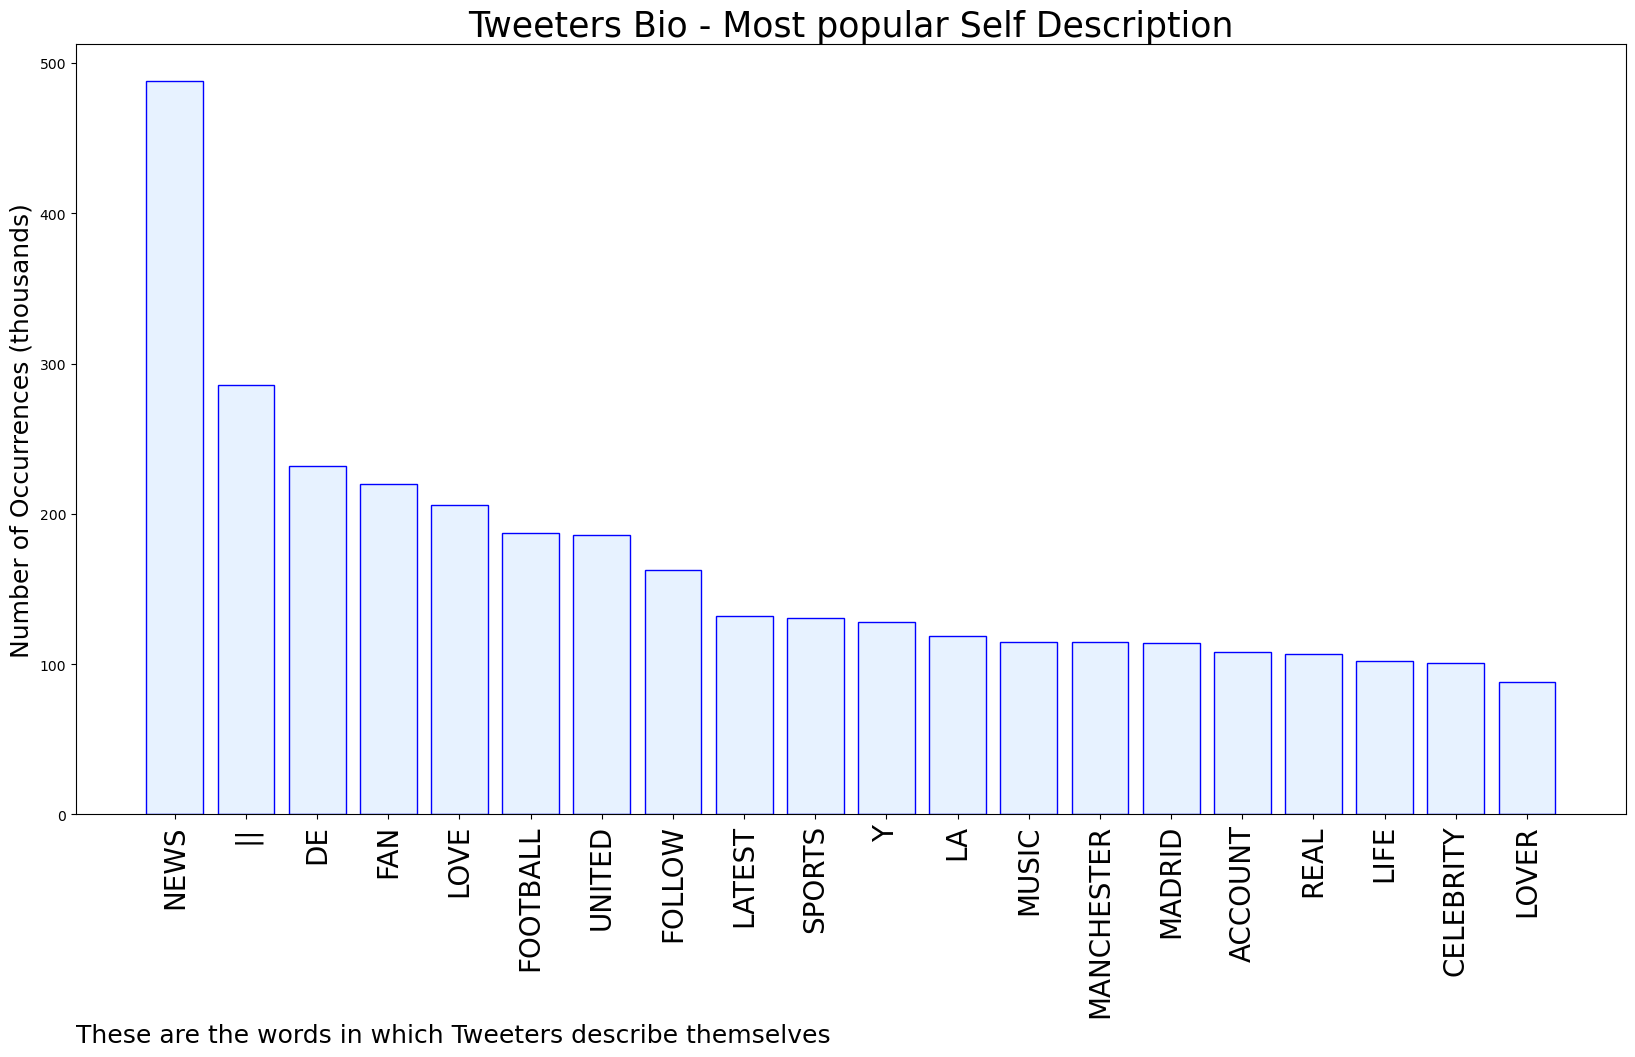 Tweeters Bio - Most popular Self Description
Number of Occurrences (thousands)
500
400
300
200
100
0
NEWS
||
DE
FAN
LOVE
FOOTBALL
UNITED
FOLLOW
LATEST
SPORTS
Y
LA
MUSIC
MANCHESTER
MADRID
ACCOUNT
REAL
LIFE
CELEBRITY
LOVER
These are the words in which Tweeters describe themselves